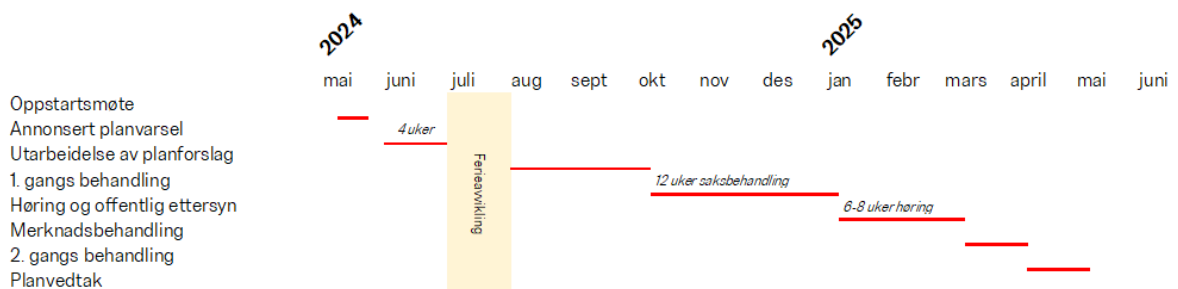 2024 2025
mai juni juli aug sept okt nov des jan febr mars april mai juni
Oppstartsmøte
Annonsert planvarsel
4 uker
Utarbeidelse av planforslag
Ferieavvikling
1. gangs behandling
12 uker saksbehandling
Høring og offentlig ettersyn
6-8 uker høring
Merknadsbehandling
2. gangs behandling
Planvedtak